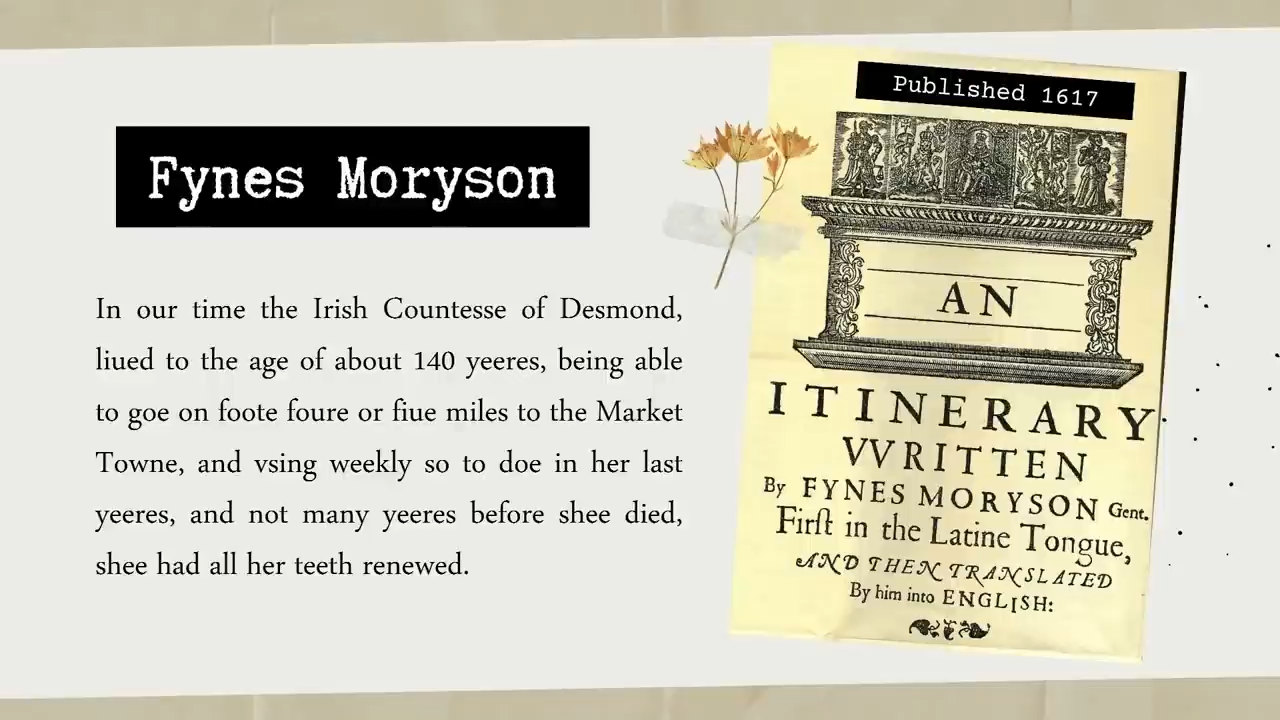 Fynes Moryson
In our time the Irish Countesse of Desmond,
liued to the age of about 140 yeeres, being able
to goe on foote foure or fiue miles to the Market
Towne, and vsing weekly so to doe in her last
yeeres, and not many yeeres before shee died,
shee had all her teeth renewed.
Published 1617
AN
ITINERARY
VVRITTEN
By FYNES MORYSON Gent.
Firſt in the Latine Tongue,
AND THEN TRANSLATED
By him into ENGLISH: